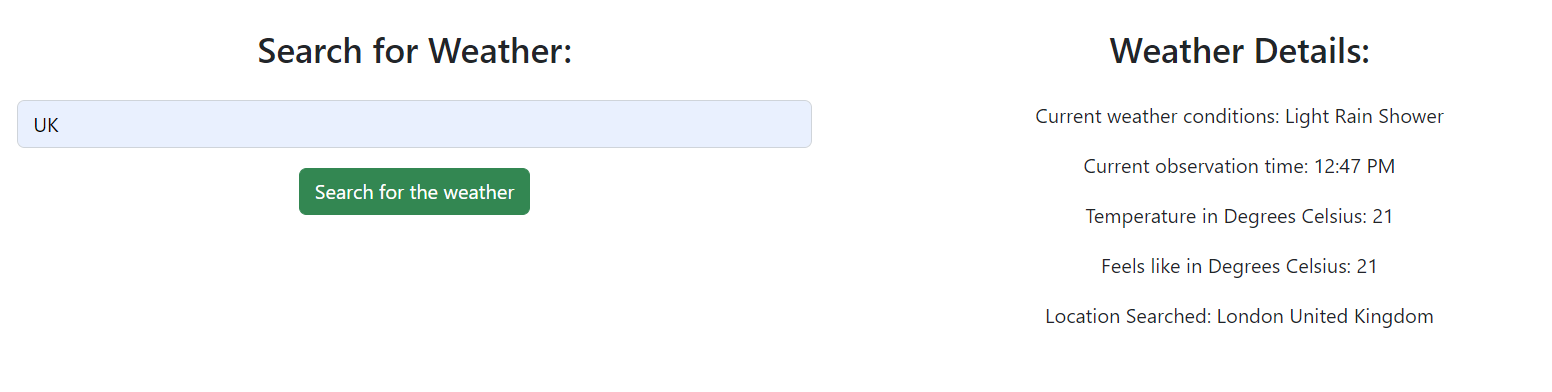 Search for Weather:
UK
Search for the weather
Weather Details:
Current weather conditions: Light Rain Shower
Current observation time: 12:47 PM
Temperature in Degrees Celsius: 21
Feels like in Degrees Celsius: 21
Location Searched: London United Kingdom